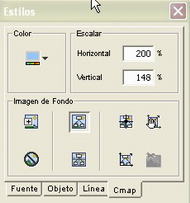 Estilos
Color
Escalar
Horizontal 200 %
Vertical 148 %
Imagen de Fondo
Fuente Objeto Línea Cmap